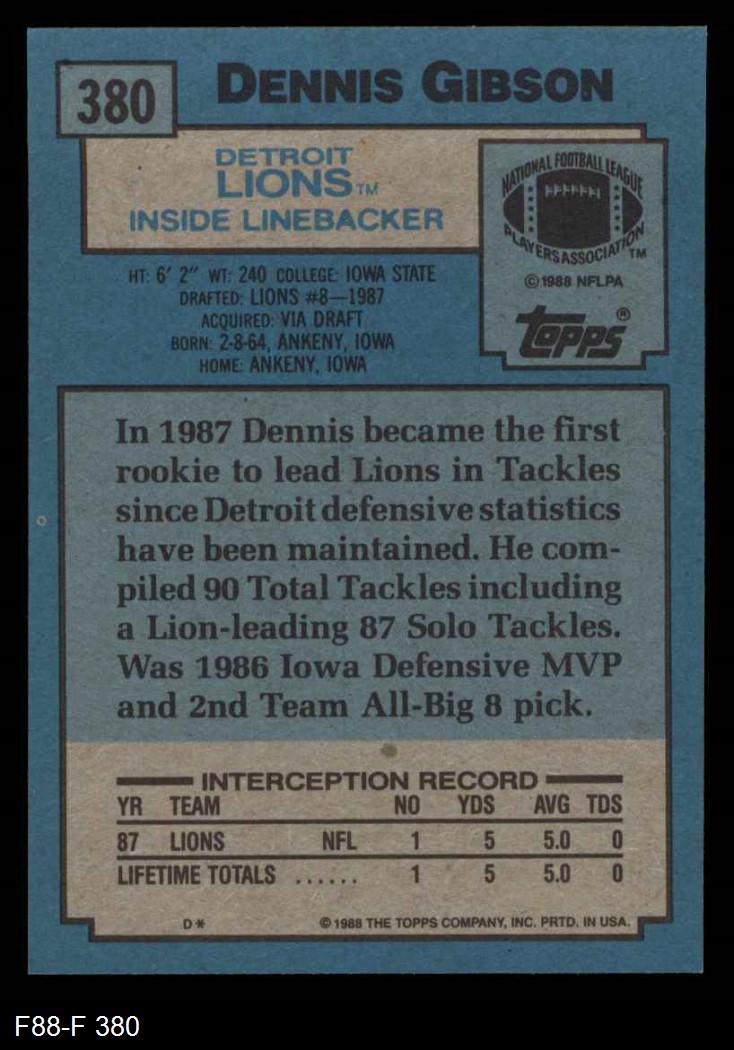 380
DENNIS GIBSON
DETROIT
LIONS TM
INSIDE LINEBACKER
NATIONAL FOOTBALL LEAGUE
PLAYERS ASSOCIATION TM
© 1988 NFLPA
topps®
HT: 6' 2" WT: 240 COLLEGE: IOWA STATE
DRAFTED: LIONS #8—1987
ACQUIRED: VIA DRAFT
BORN: 2-8-64, ANKENY, IOWA
HOME: ANKENY, IOWA
In 1987 Dennis became the first
rookie to lead Lions in Tackles
since Detroit defensive statistics
have been maintained. He com-
piled 90 Total Tackles including
a Lion-leading 87 Solo Tackles.
Was 1986 Iowa Defensive MVP
and 2nd Team All-Big 8 pick.
INTERCEPTION RECORD
YR TEAM NO YDS AVG TDS
87 LIONS NFL 1 5 5.0 0
LIFETIME TOTALS ...... 1 5 5.0 0
D* © 1988 THE TOPPS COMPANY, INC. PRTD. IN USA.
F88-F 380